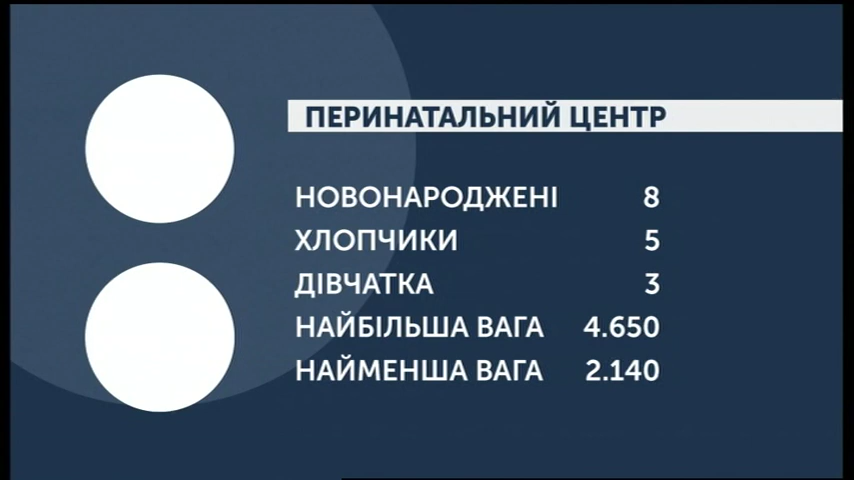 ПЕРИНАТАЛЬНИЙ ЦЕНТР
НОВОНАРОДЖЕНІ 8
ХЛОПЧИКИ 5
ДІВЧАТКА 3
НАЙБІЛЬША ВАГА 4.650
НАЙМЕНША ВАГА 2.140